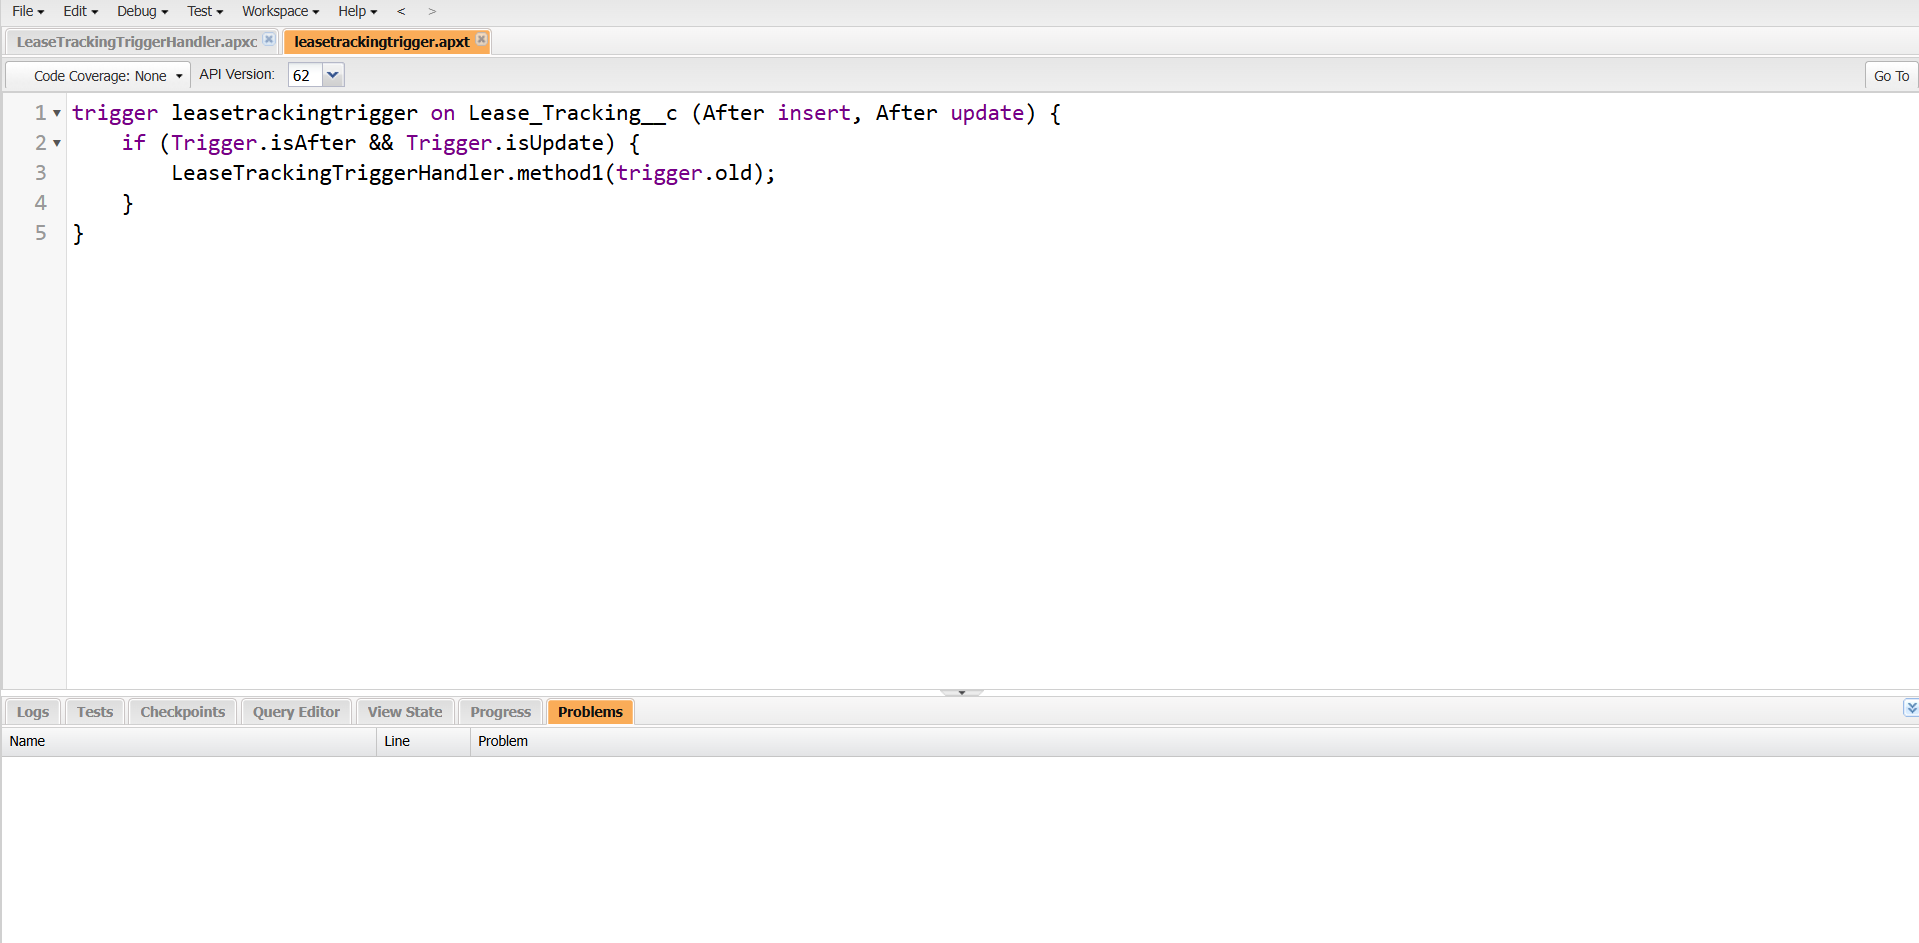 File Edit Debug Test Workspace Help < >
LeaseTrackingTriggerHandler.apxc leasetrackingtrigger.apxt
Code Coverage: None API Version: 62 Go To
1 trigger leasetrackingtrigger on Lease_Tracking__c (After insert, After update) {
2 if (Trigger.isAfter && Trigger.isUpdate) {
3 LeaseTrackingTriggerHandler.method1(trigger.old);
4 }
5 }
Logs Tests Checkpoints Query Editor View State Progress Problems
Name Line Problem